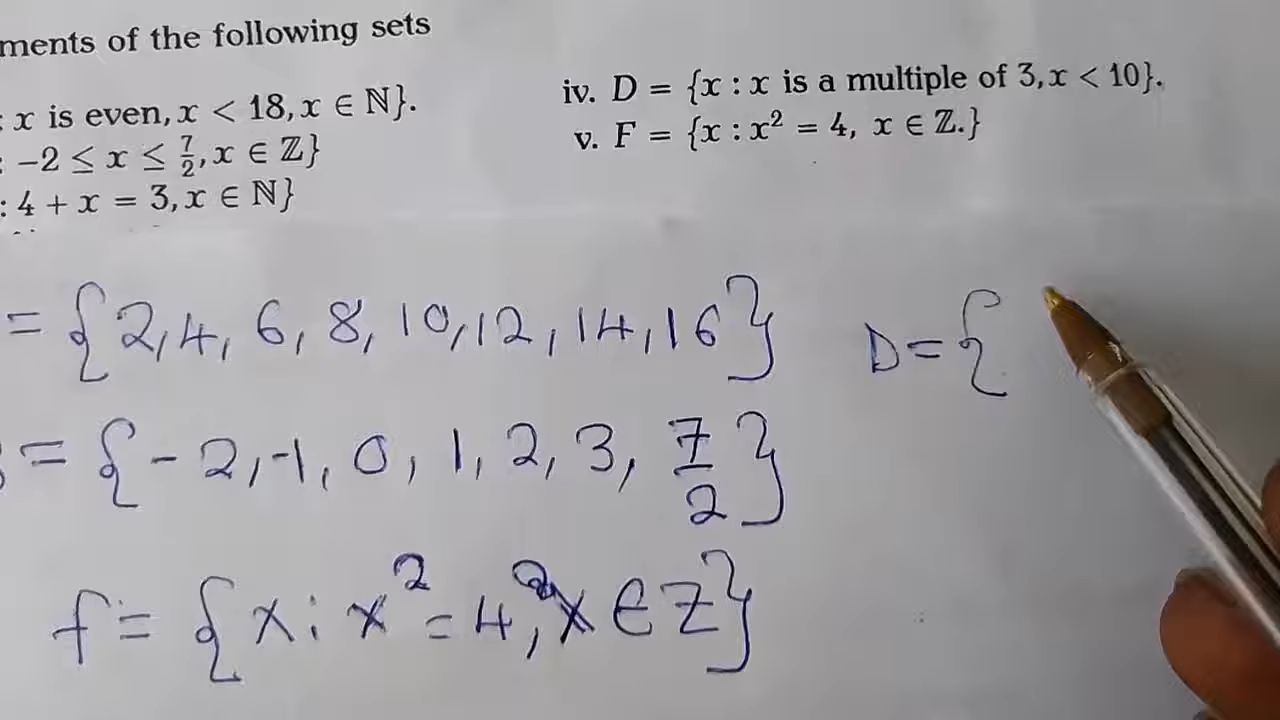 ments of the following sets
: x is even, x < 18, x ∈ ℕ}.
: −2 ≤ x ≤ 7/2, x ∈ ℤ}
: 4 + x = 3, x ∈ ℕ}
iv. D = {x : x is a multiple of 3, x < 10}.
v. F = {x : x² = 4, x ∈ ℤ.}
= {2, 4, 6, 8, 10, 12, 14, 16}
D = {
= {-2, -1, 0, 1, 2, 3, 7/2}
f = {x : x² = 4, x ∈ Z}